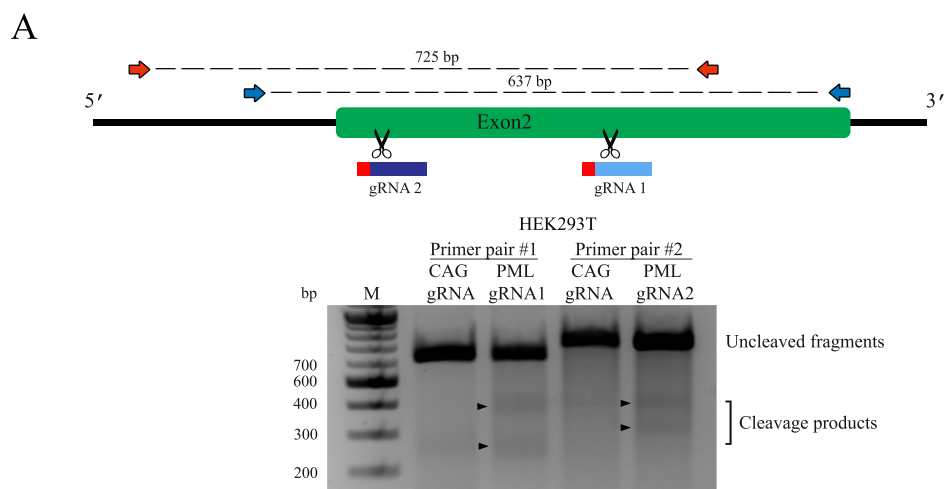 A
725 bp
637 bp
5′
3′
Exon2
gRNA 2
gRNA 1
HEK293T
Primer pair #1
Primer pair #2
CAG
PML
CAG
PML
bp
M
gRNA
gRNA1
gRNA
gRNA2
Uncleaved fragments
700
600
400
Cleavage products
300
200